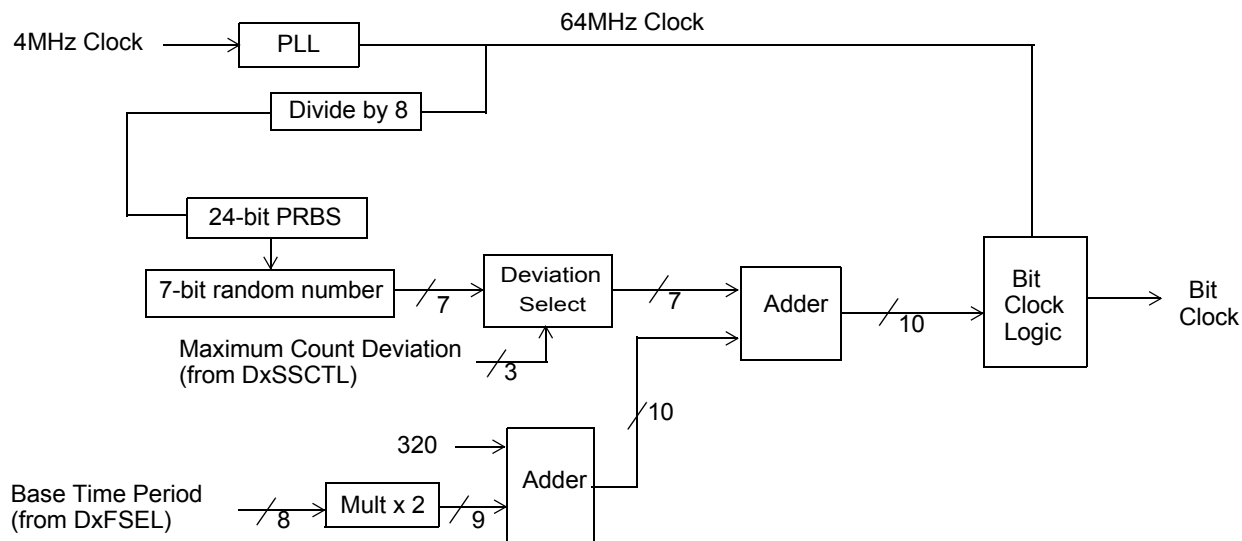 64MHz Clock
4MHz Clock
PLL
Divide by 8
24-bit PRBS
7-bit random number
7
Deviation
Select
7
Adder
10
Bit
Clock
Logic
Bit
Clock
Maximum Count Deviation
(from DxSSCTL)
3
10
320
Adder
Base Time Period
(from DxFSEL)
8
Mult x 2
9